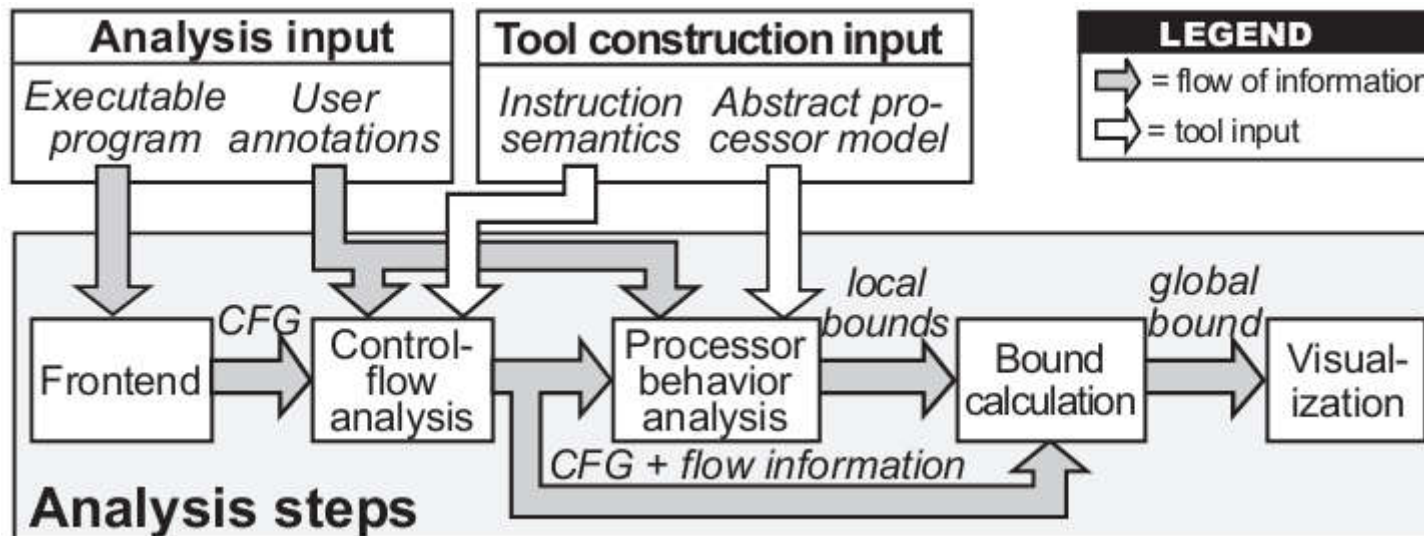 Analysis input
Executable
program
User
annotations
Tool construction input
Instruction
semantics
Abstract pro-
cessor model
LEGEND
= flow of information
= tool input
CFG
local
bounds
global
bound
Frontend
Control-
flow
analysis
Processor
behavior
analysis
Bound
calculation
Visual-
ization
CFG + flow information
Analysis steps